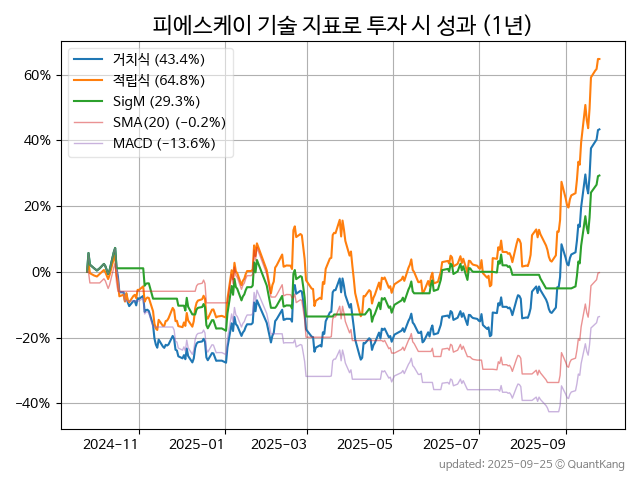 피에스케이 기술 지표로 투자 시 성과 (1년)
거치식 (43.4%)
적립식 (64.8%)
SigM (29.3%)
SMA(20) (−0.2%)
MACD (−13.6%)
60%
40%
20%
0%
−20%
−40%
2024-11 2025-01 2025-03 2025-05 2025-07 2025-09
updated: 2025-09-25 ⓒ QuantKang